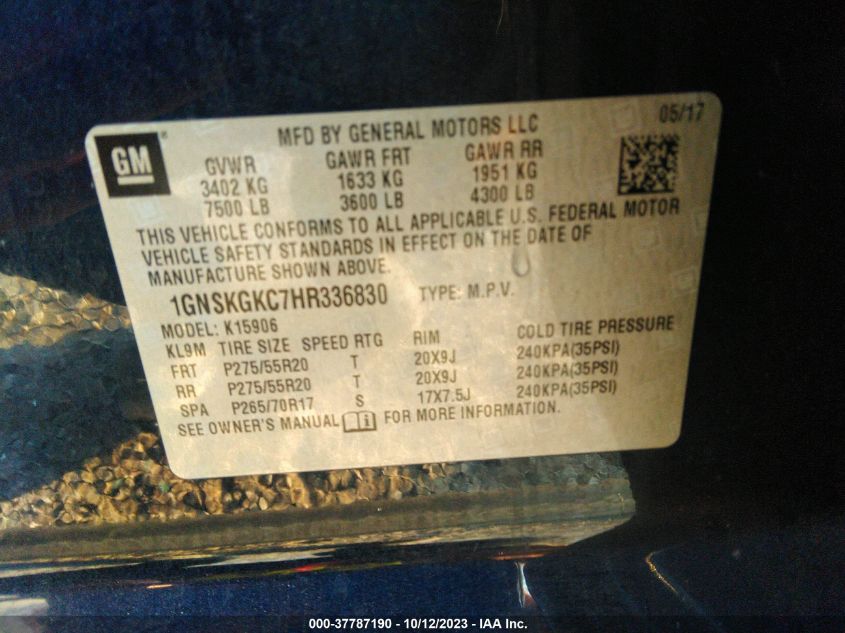 05/17
MFD BY GENERAL MOTORS LLC
GM
GVWR GAWR FRT GAWR RR
3402 KG 1633 KG 1951 KG
7500 LB 3600 LB 4300 LB
THIS VEHICLE CONFORMS TO ALL APPLICABLE U.S. FEDERAL MOTOR
VEHICLE SAFETY STANDARDS IN EFFECT ON THE DATE OF
MANUFACTURE SHOWN ABOVE.
1GNSKGKC7HR336830 TYPE: M.P.V.
MODEL: K15906
KL9M TIRE SIZE SPEED RTG RIM COLD TIRE PRESSURE
FRT P275/55R20 T 20X9J 240KPA(35PSI)
RR P275/55R20 T 20X9J 240KPA(35PSI)
SPA P265/70R17 S 17X7.5J 240KPA(35PSI)
SEE OWNER'S MANUAL i FOR MORE INFORMATION.
000-37787190 - 10/12/2023 - IAA Inc.